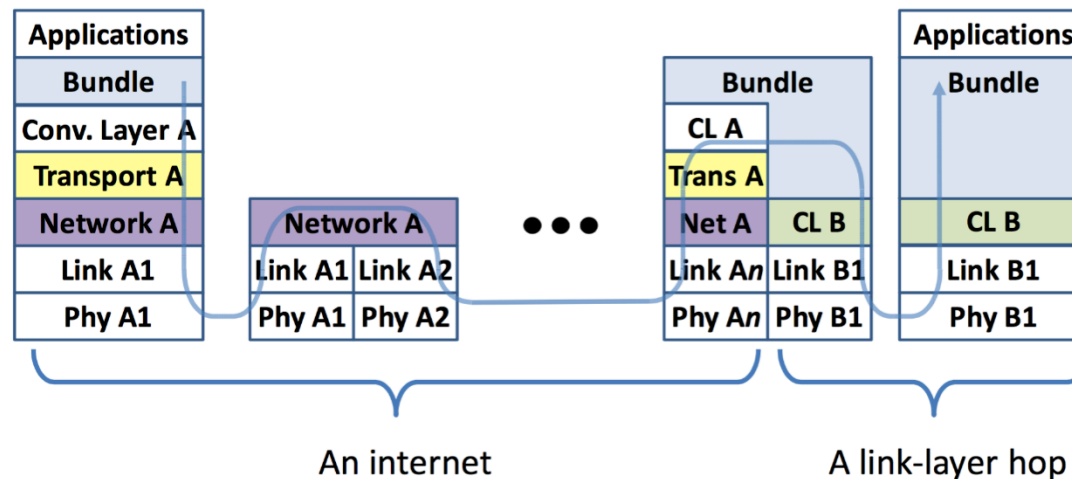 Applications
Bundle
Conv. Layer A
Transport A
Network A
Link A1
Phy A1
Network A
Link A1 Link A2
Phy A1 Phy A2
Bundle
CL A
Trans A
Net A CL B
Link An Link B1
Phy An Phy B1
Applications
Bundle
CL B
Link B1
Phy B1
An internet
A link-layer hop